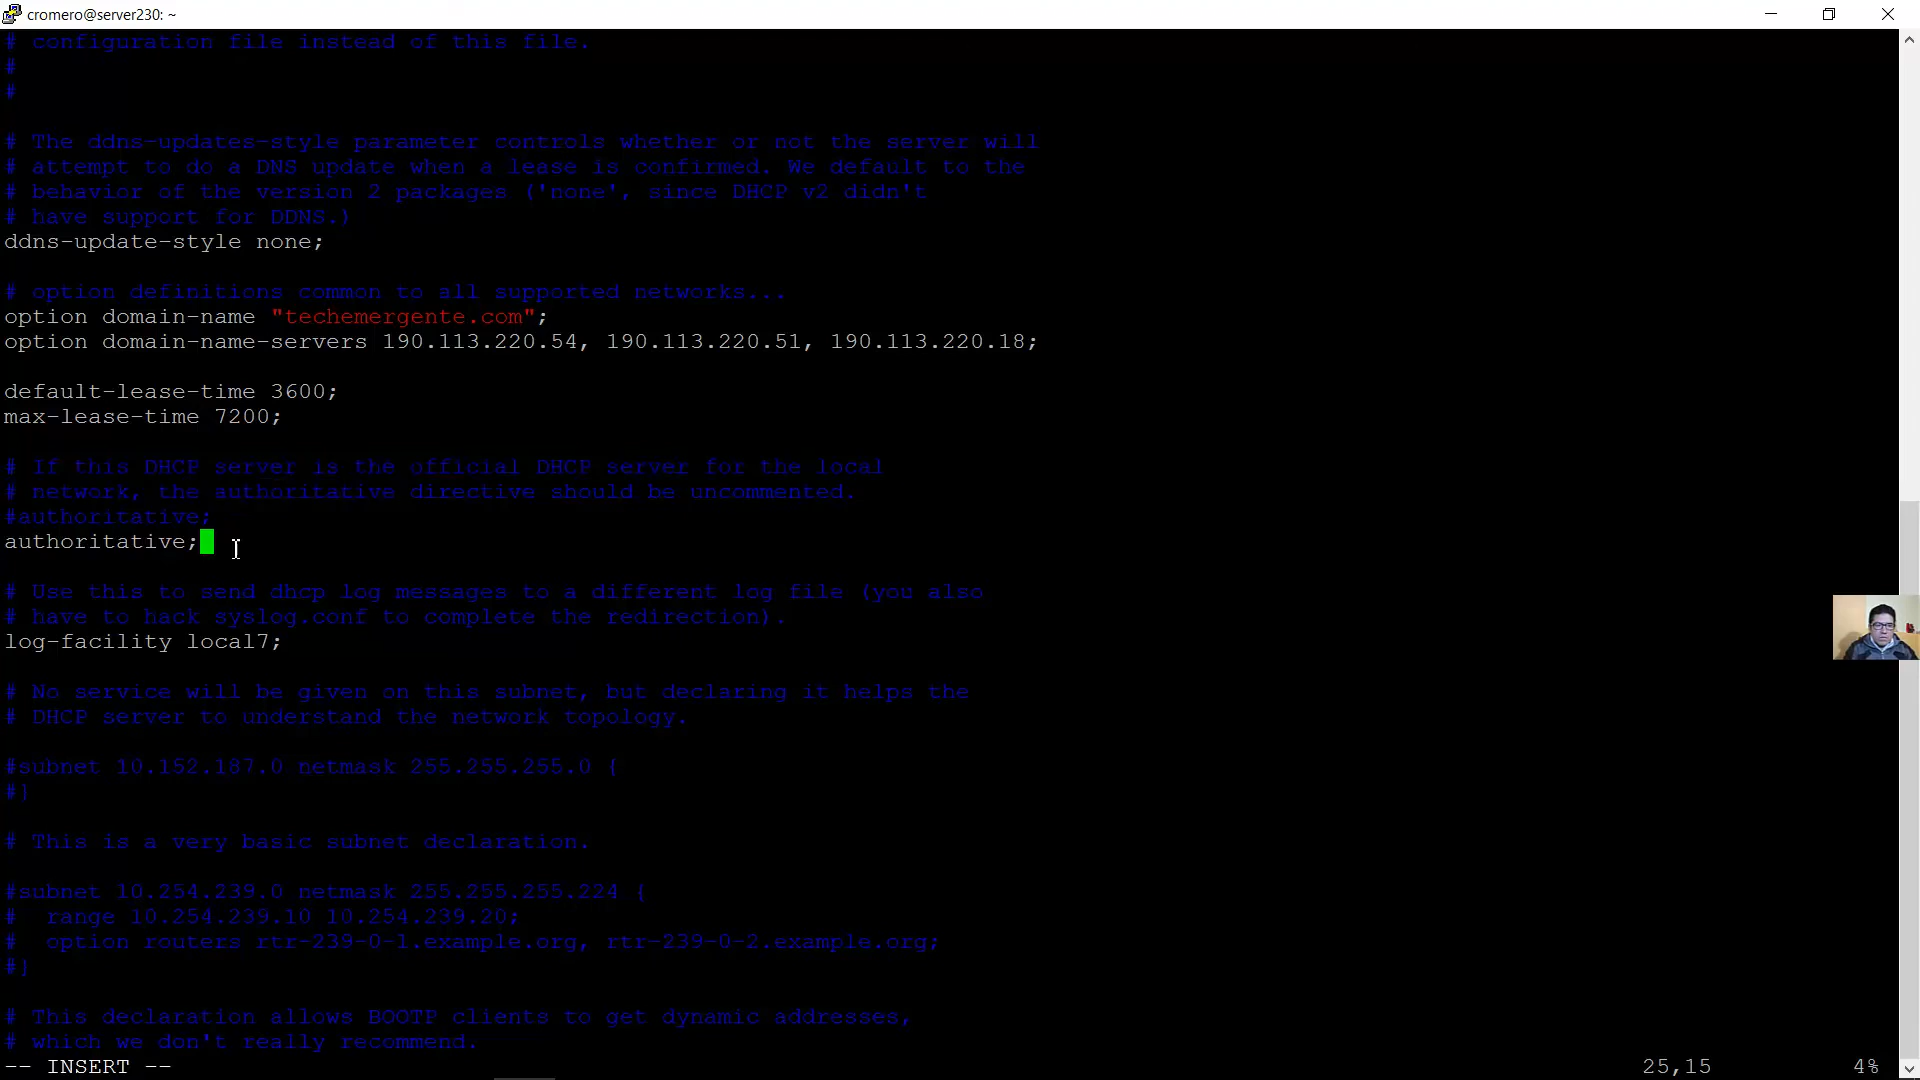 cromero@server230: ~
# configuration file instead of this file.
#
#
# The ddns-updates-style parameter controls whether or not the server will
# attempt to do a DNS update when a lease is confirmed. We default to the
# behavior of the version 2 packages ('none', since DHCP v2 didn't
# have support for DDNS.)
ddns-update-style none;
# option definitions common to all supported networks...
option domain-name "techemergente.com";
option domain-name-servers 190.113.220.54, 190.113.220.51, 190.113.220.18;
default-lease-time 3600;
max-lease-time 7200;
# If this DHCP server is the official DHCP server for the local
# network, the authoritative directive should be uncommented.
#authoritative;
authoritative;
# Use this to send dhcp log messages to a different log file (you also
# have to hack syslog.conf to complete the redirection).
log-facility local7;
# No service will be given on this subnet, but declaring it helps the
# DHCP server to understand the network topology.
#subnet 10.152.187.0 netmask 255.255.255.0 {
#}
# This is a very basic subnet declaration.
#subnet 10.254.239.0 netmask 255.255.255.224 {
#  range 10.254.239.10 10.254.239.20;
#  option routers rtr-239-0-1.example.org, rtr-239-0-2.example.org;
#}
# This declaration allows BOOTP clients to get dynamic addresses,
# which we don't really recommend.
-- INSERT -- 25,15 4%